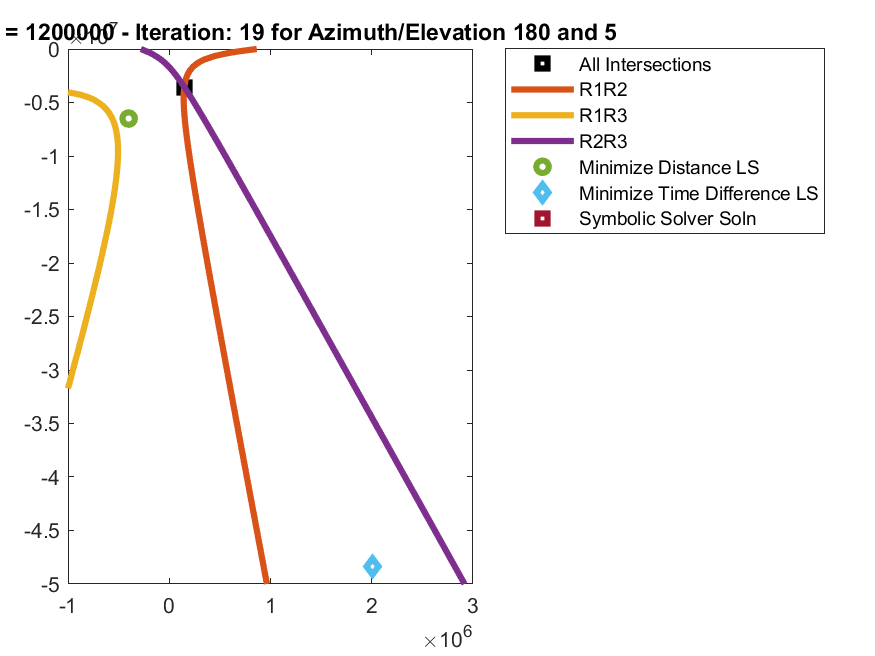 = 1200000 - Iteration: 19 for Azimuth/Elevation 180 and 5
×10^7
0
-0.5
-1
-1.5
-2
-2.5
-3
-3.5
-4
-4.5
-5
-1 0 1 2 3
×10^6
All Intersections
R1R2
R1R3
R2R3
Minimize Distance LS
Minimize Time Difference LS
Symbolic Solver Soln